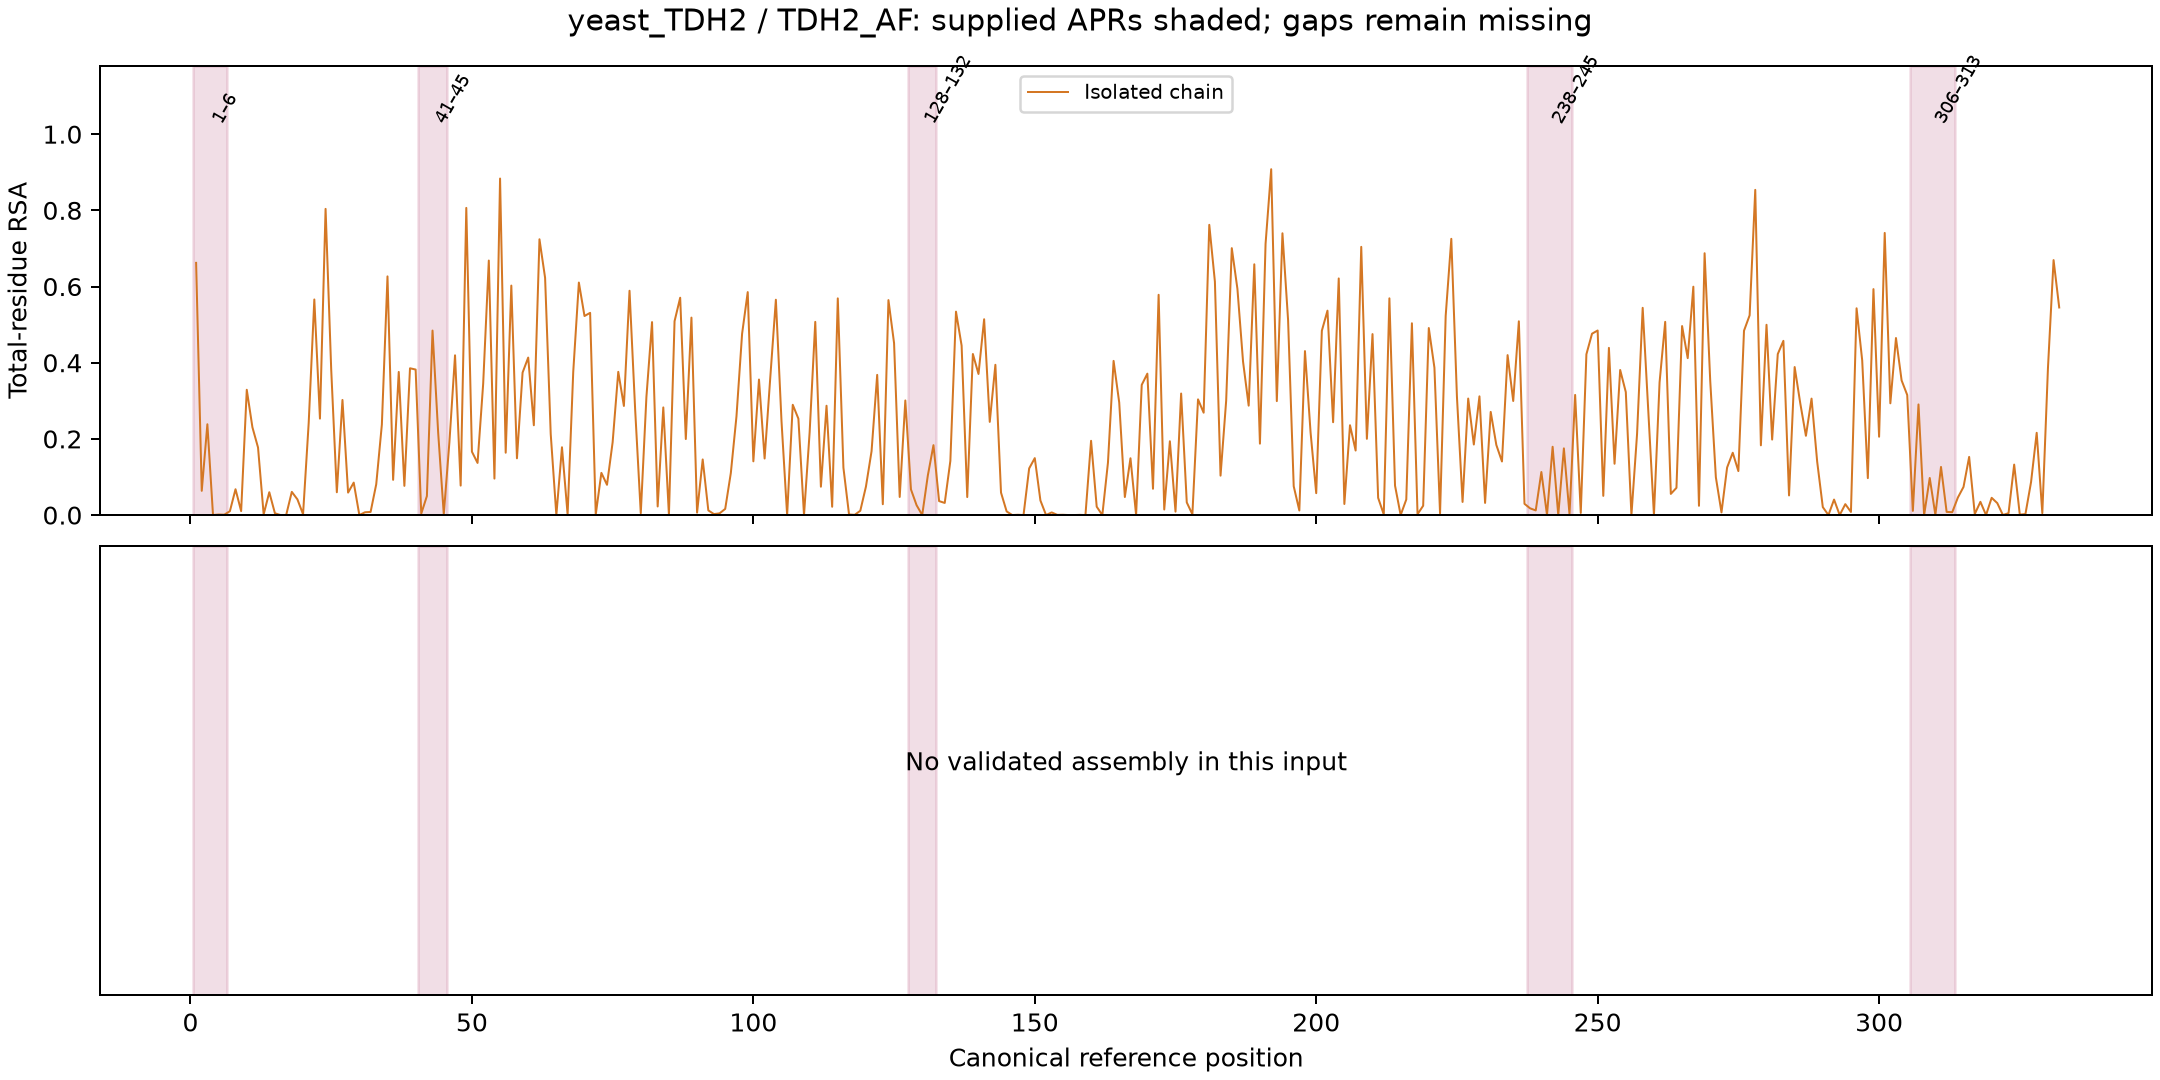 yeast_TDH2 / TDH2_AF: supplied APRs shaded; gaps remain missing
1–6
41–45
128–132
238–245
306–313
Isolated chain
Total-residue RSA
1.0
0.8
0.6
0.4
0.2
0.0
No validated assembly in this input
0 50 100 150 200 250 300
Canonical reference position